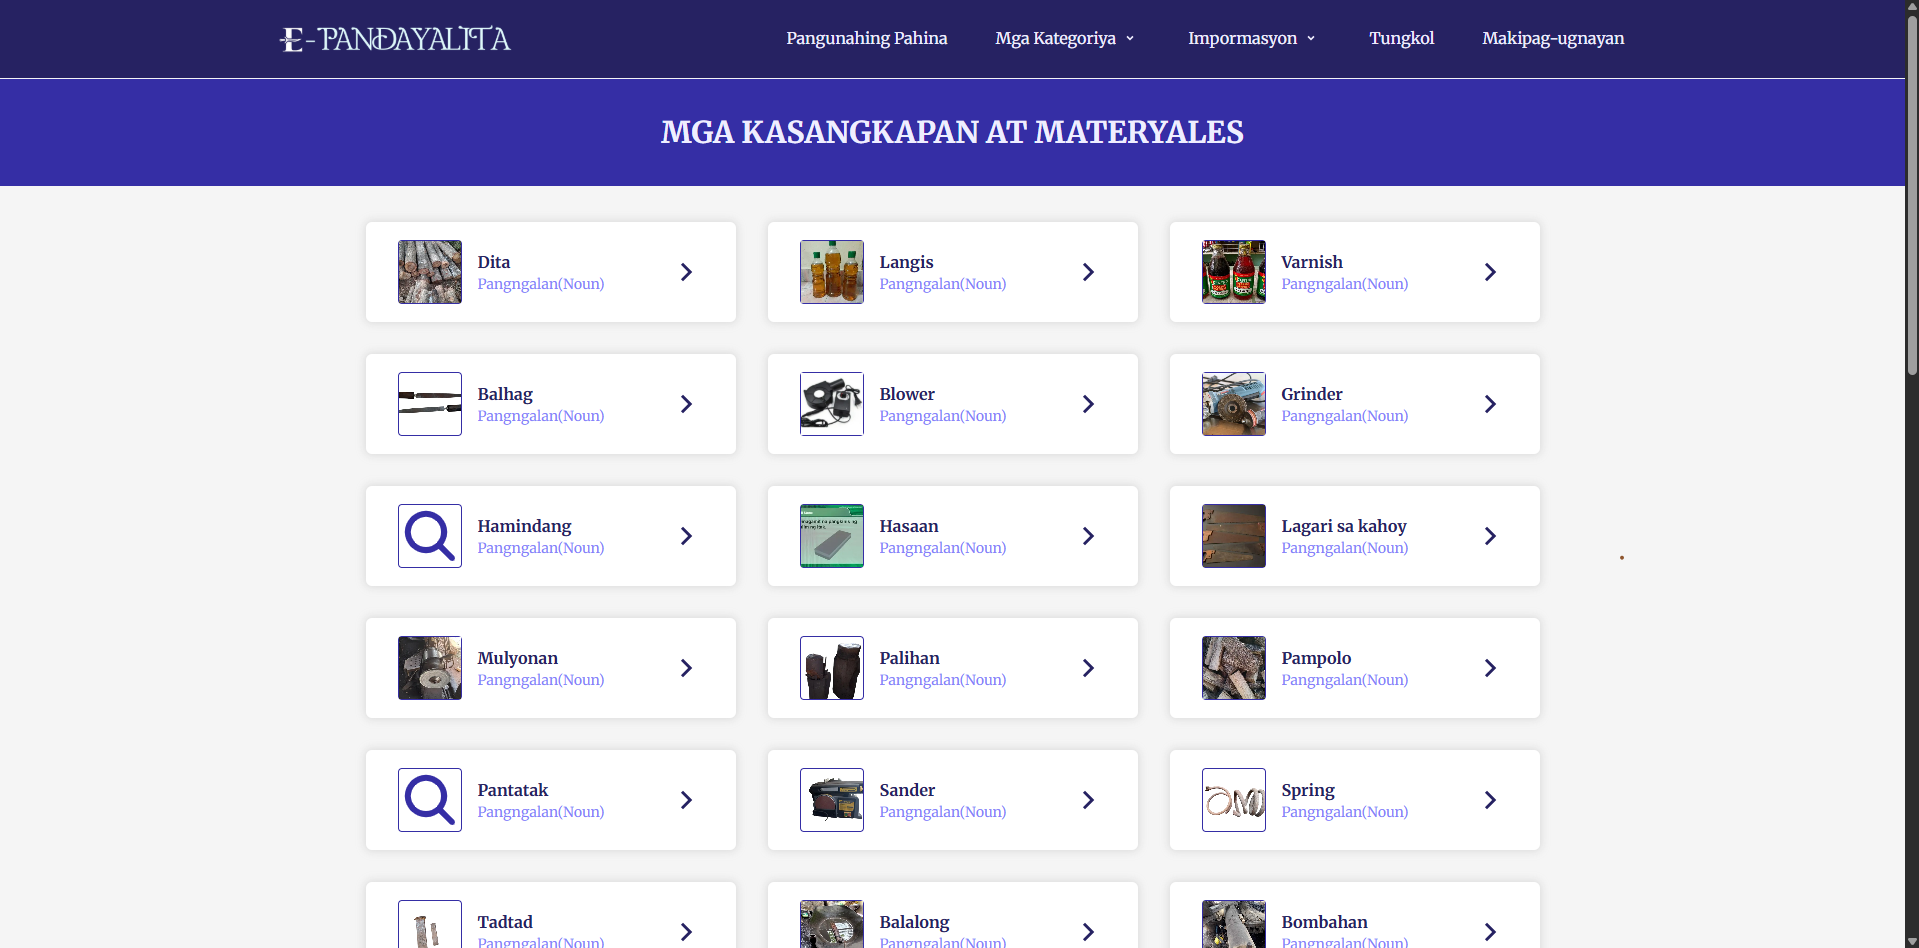 E-PANDAYALITA
Pangunahing Pahina
Mga Kategoriya
Impormasyon
Tungkol
Makipag-ugnayan
MGA KASANGKAPAN AT MATERYALES
Dita
Pangngalan(Noun)
Langis
Pangngalan(Noun)
Varnish
Pangngalan(Noun)
Balhag
Pangngalan(Noun)
Blower
Pangngalan(Noun)
Grinder
Pangngalan(Noun)
Hamindang
Pangngalan(Noun)
Hasaan
Pangngalan(Noun)
Lagari sa kahoy
Pangngalan(Noun)
Mulyonan
Pangngalan(Noun)
Palihan
Pangngalan(Noun)
Pampolo
Pangngalan(Noun)
Pantatak
Pangngalan(Noun)
Sander
Pangngalan(Noun)
Spring
Pangngalan(Noun)
Tadtad
Pangngalan(Noun)
Balalong
Pangngalan(Noun)
Bombahan
Pangngalan(Noun)